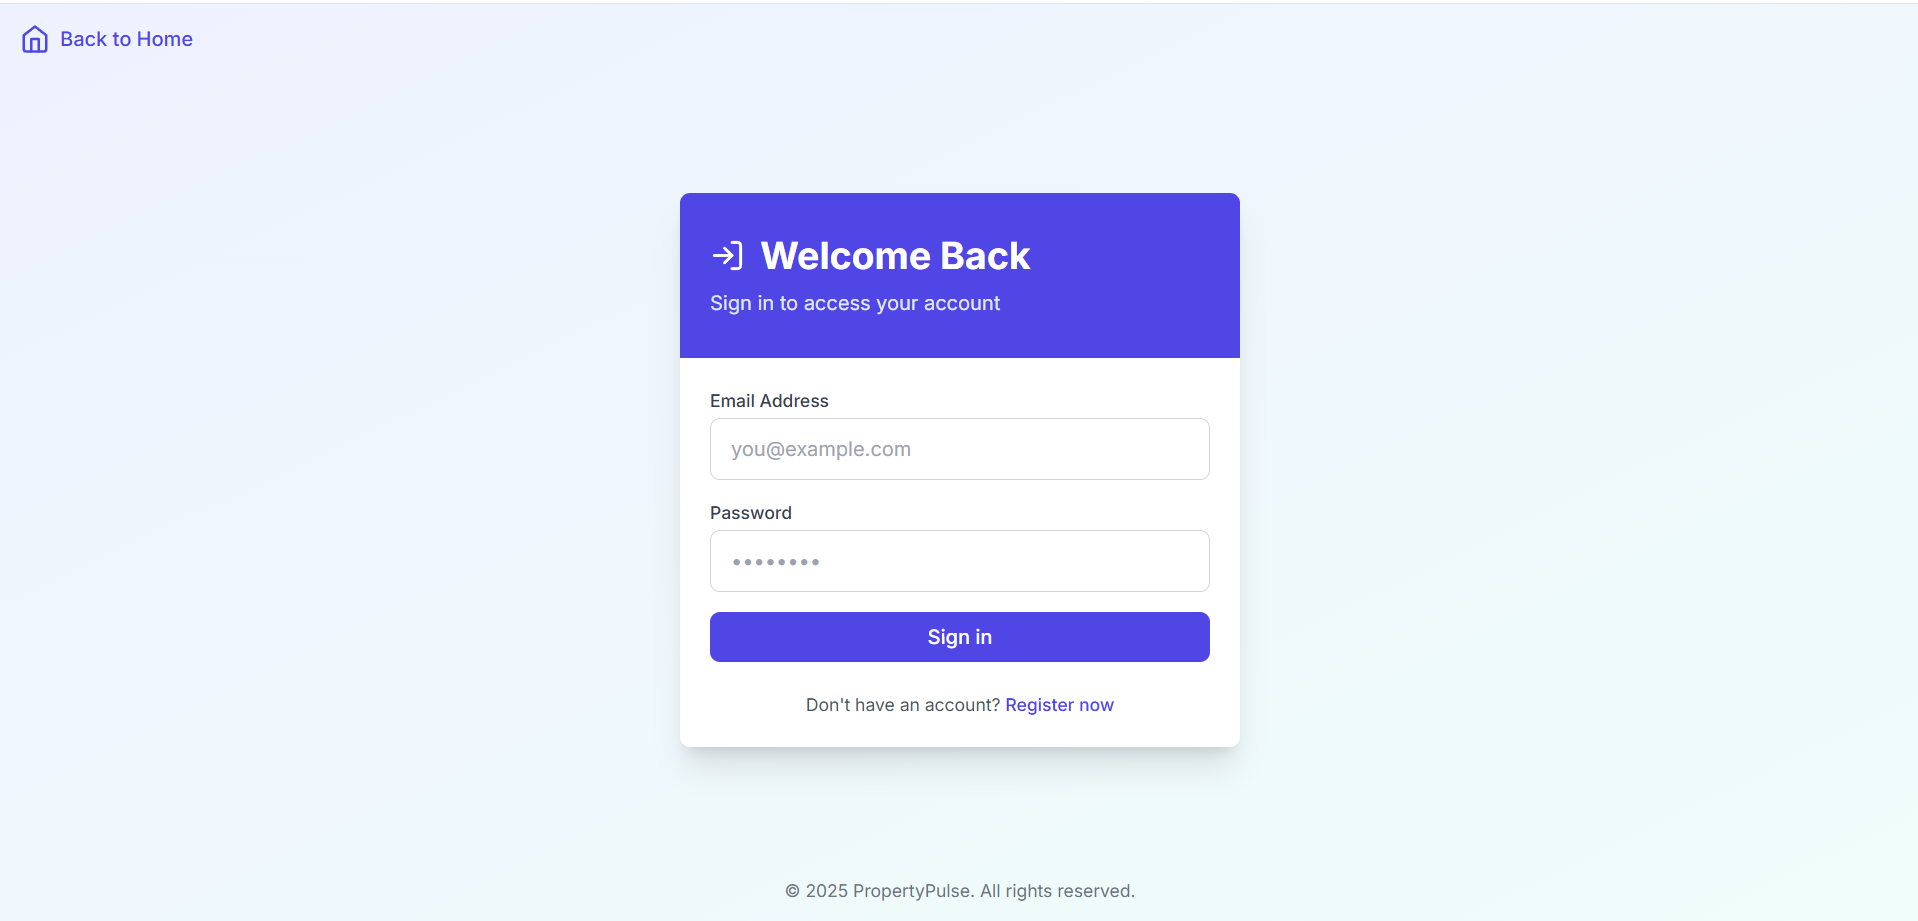 Back to Home
Welcome Back
Sign in to access your account
Email Address
you@example.com
Password
••••••••
Sign in
Don't have an account? Register now
© 2025 PropertyPulse. All rights reserved.